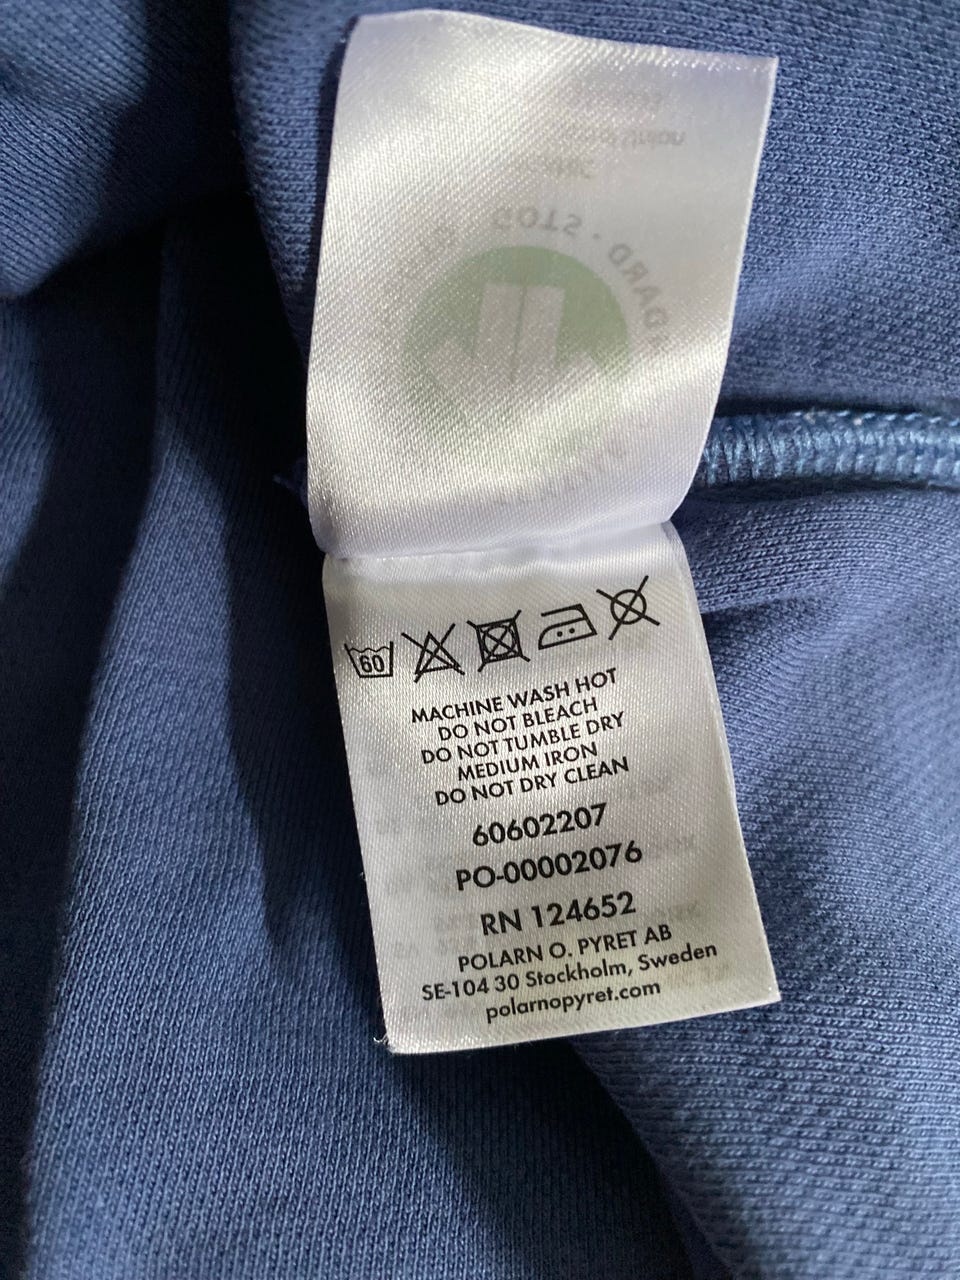 GOTS
60
MACHINE WASH HOT
DO NOT BLEACH
DO NOT TUMBLE DRY
MEDIUM IRON
DO NOT DRY CLEAN
60602207
PO-00002076
RN 124652
POLARN O. PYRET AB
SE-104 30 Stockholm, Sweden
polarnopyret.com